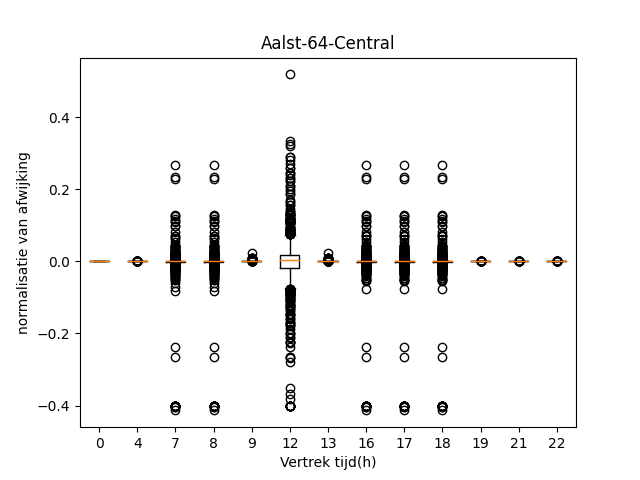 Aalst-64-Central
normalisatie van afwijking
0.4
0.2
0.0
−0.2
−0.4
0 4 7 8 9 12 13 16 17 18 19 21 22
Vertrek tijd(h)